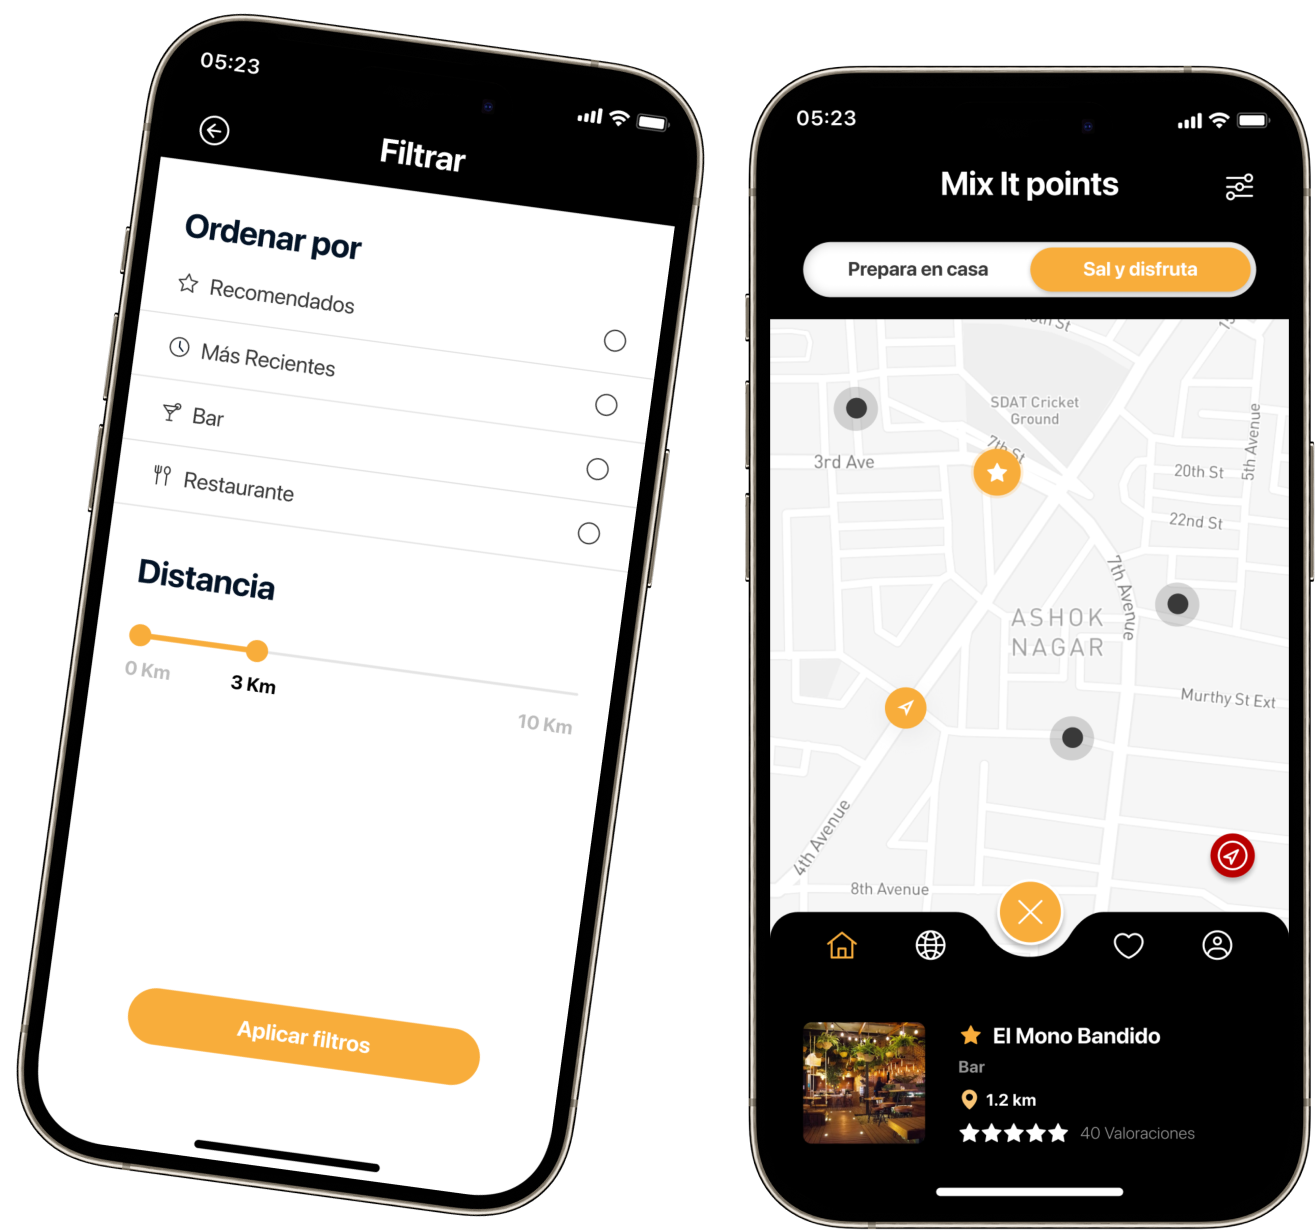 05:23
Filtrar
Ordenar por
Recomendados
Más Recientes
Bar
Restaurante
Distancia
0 Km
3 Km
10 Km
Aplicar filtros
05:23
Mix It points
Prepara en casa
Sal y disfruta
SDAT Cricket
Ground
7th St
3rd Ave
5th Avenue
20th St
22nd St
7th Avenue
ASHOK
NAGAR
Murthy St Ext
4th Avenue
8th Avenue
El Mono Bandido
Bar
1.2 km
40 Valoraciones